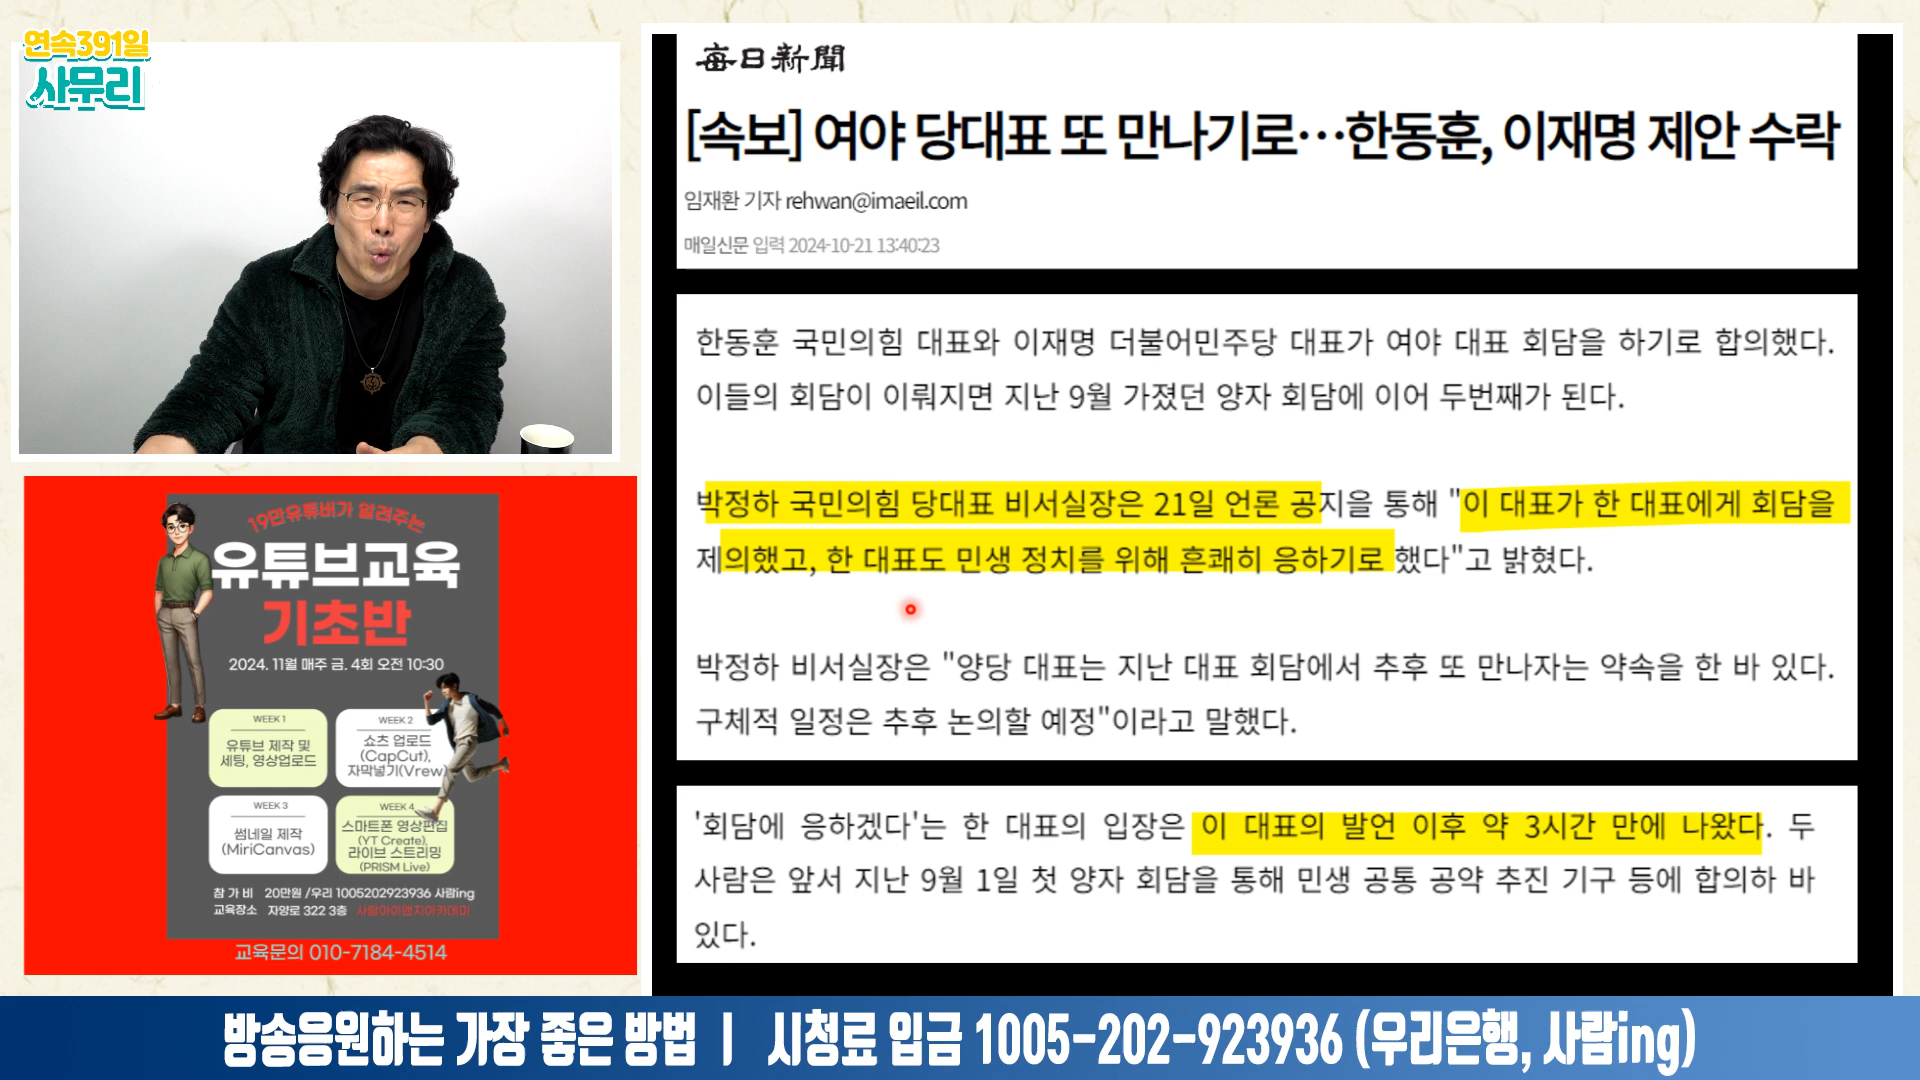 연속391일
사무리
每日新聞
[속보] 여야 당대표 또 만나기로…한동훈, 이재명 제안 수락
임재환 기자 rehwan@imaeil.com
매일신문 입력 2024-10-21 13:40:23
한동훈 국민의힘 대표와 이재명 더불어민주당 대표가 여야 대표 회담을 하기로 합의했다.
이들의 회담이 이뤄지면 지난 9월 가졌던 양자 회담에 이어 두번째가 된다.
박정하 국민의힘 당대표 비서실장은 21일 언론 공지을 통해 "이 대표가 한 대표에게 회담을
제의했고, 한 대표도 민생 정치를 위해 흔쾌히 응하기로 했다"고 밝혔다.
박정하 비서실장은 "양당 대표는 지난 대표 회담에서 추후 또 만나자는 약속을 한 바 있다.
구체적 일정은 추후 논의할 예정"이라고 말했다.
'회담에 응하겠다'는 한 대표의 입장은 이 대표의 발언 이후 약 3시간 만에 나왔다. 두
사람은 앞서 지난 9월 1일 첫 양자 회담을 통해 민생 공통 공약 추진 기구 등에 합의하 바
있다.
19만유튜버가 알려주는
유튜브교육
기초반
2024. 11월 매주 금. 4회 오전 10:30
WEEK 1
유튜브 제작 및
세팅, 영상업로드
WEEK 2
쇼츠 업로드
(CapCut),
자막넣기(Vrew)
WEEK 3
썸네일 제작
(MiriCanvas)
WEEK 4
스마트폰 영상편집
(YT Create),
라이브 스트리밍
(PRISM Live)
참 가 비 20만원 /우리 1005202923936 사람ing
교육장소 자양로 322 3층 사람아이엔지아카데미
교육문의 010-7184-4514
방송응원하는 가장 좋은 방법 ㅣ 시청료 입금 1005-202-923936 (우리은행, 사람ing)